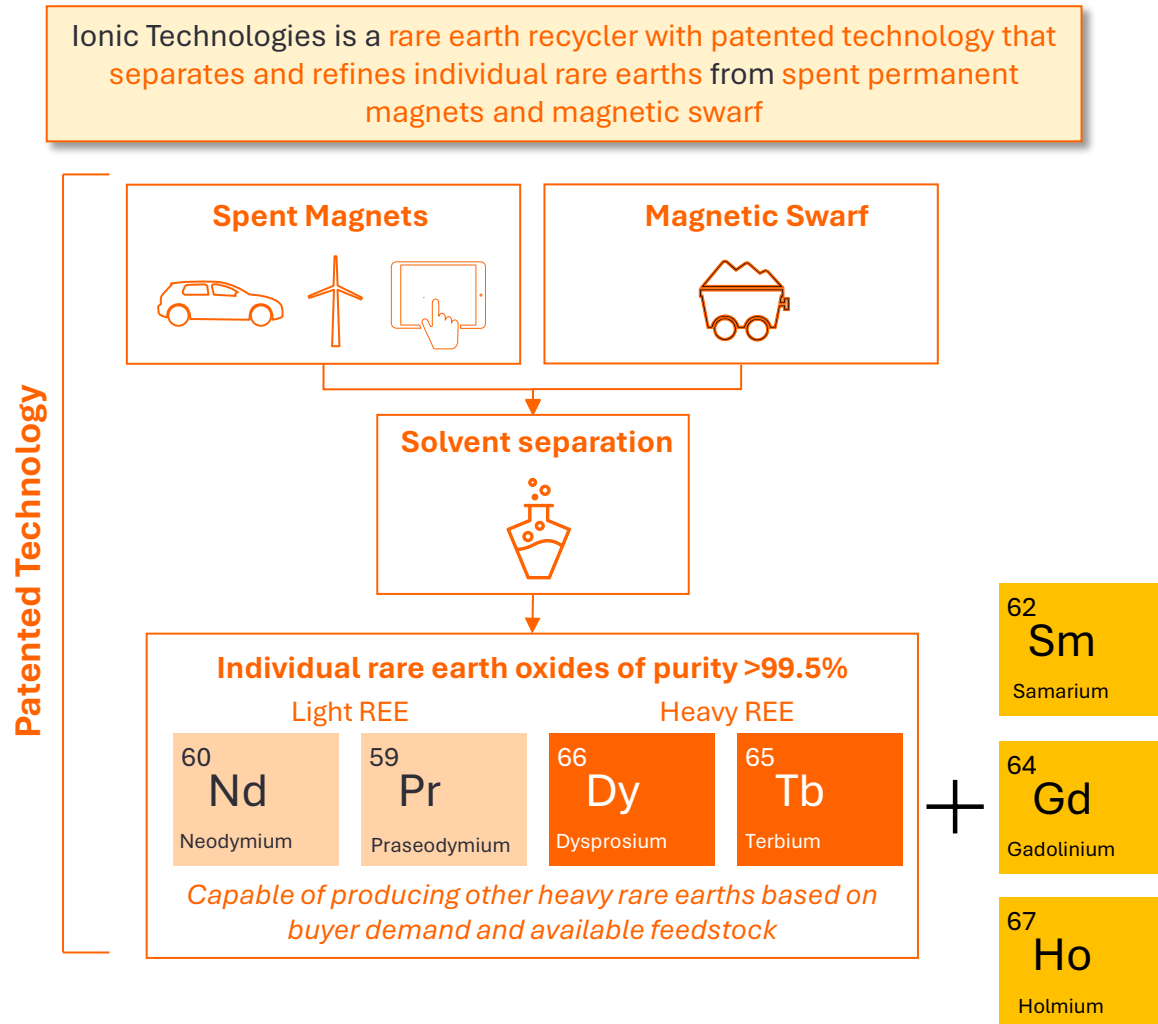 Ionic Technologies is a rare earth recycler with patented technology that
separates and refines individual rare earths from spent permanent
magnets and magnetic swarf
Patented Technology
Spent Magnets
Magnetic Swarf
Solvent separation
Individual rare earth oxides of purity >99.5%
Light REE
Heavy REE
60
Nd
Neodymium
59
Pr
Praseodymium
66
Dy
Dysprosium
65
Tb
Terbium
Capable of producing other heavy rare earths based on
buyer demand and available feedstock
+
62
Sm
Samarium
64
Gd
Gadolinium
67
Ho
Holmium